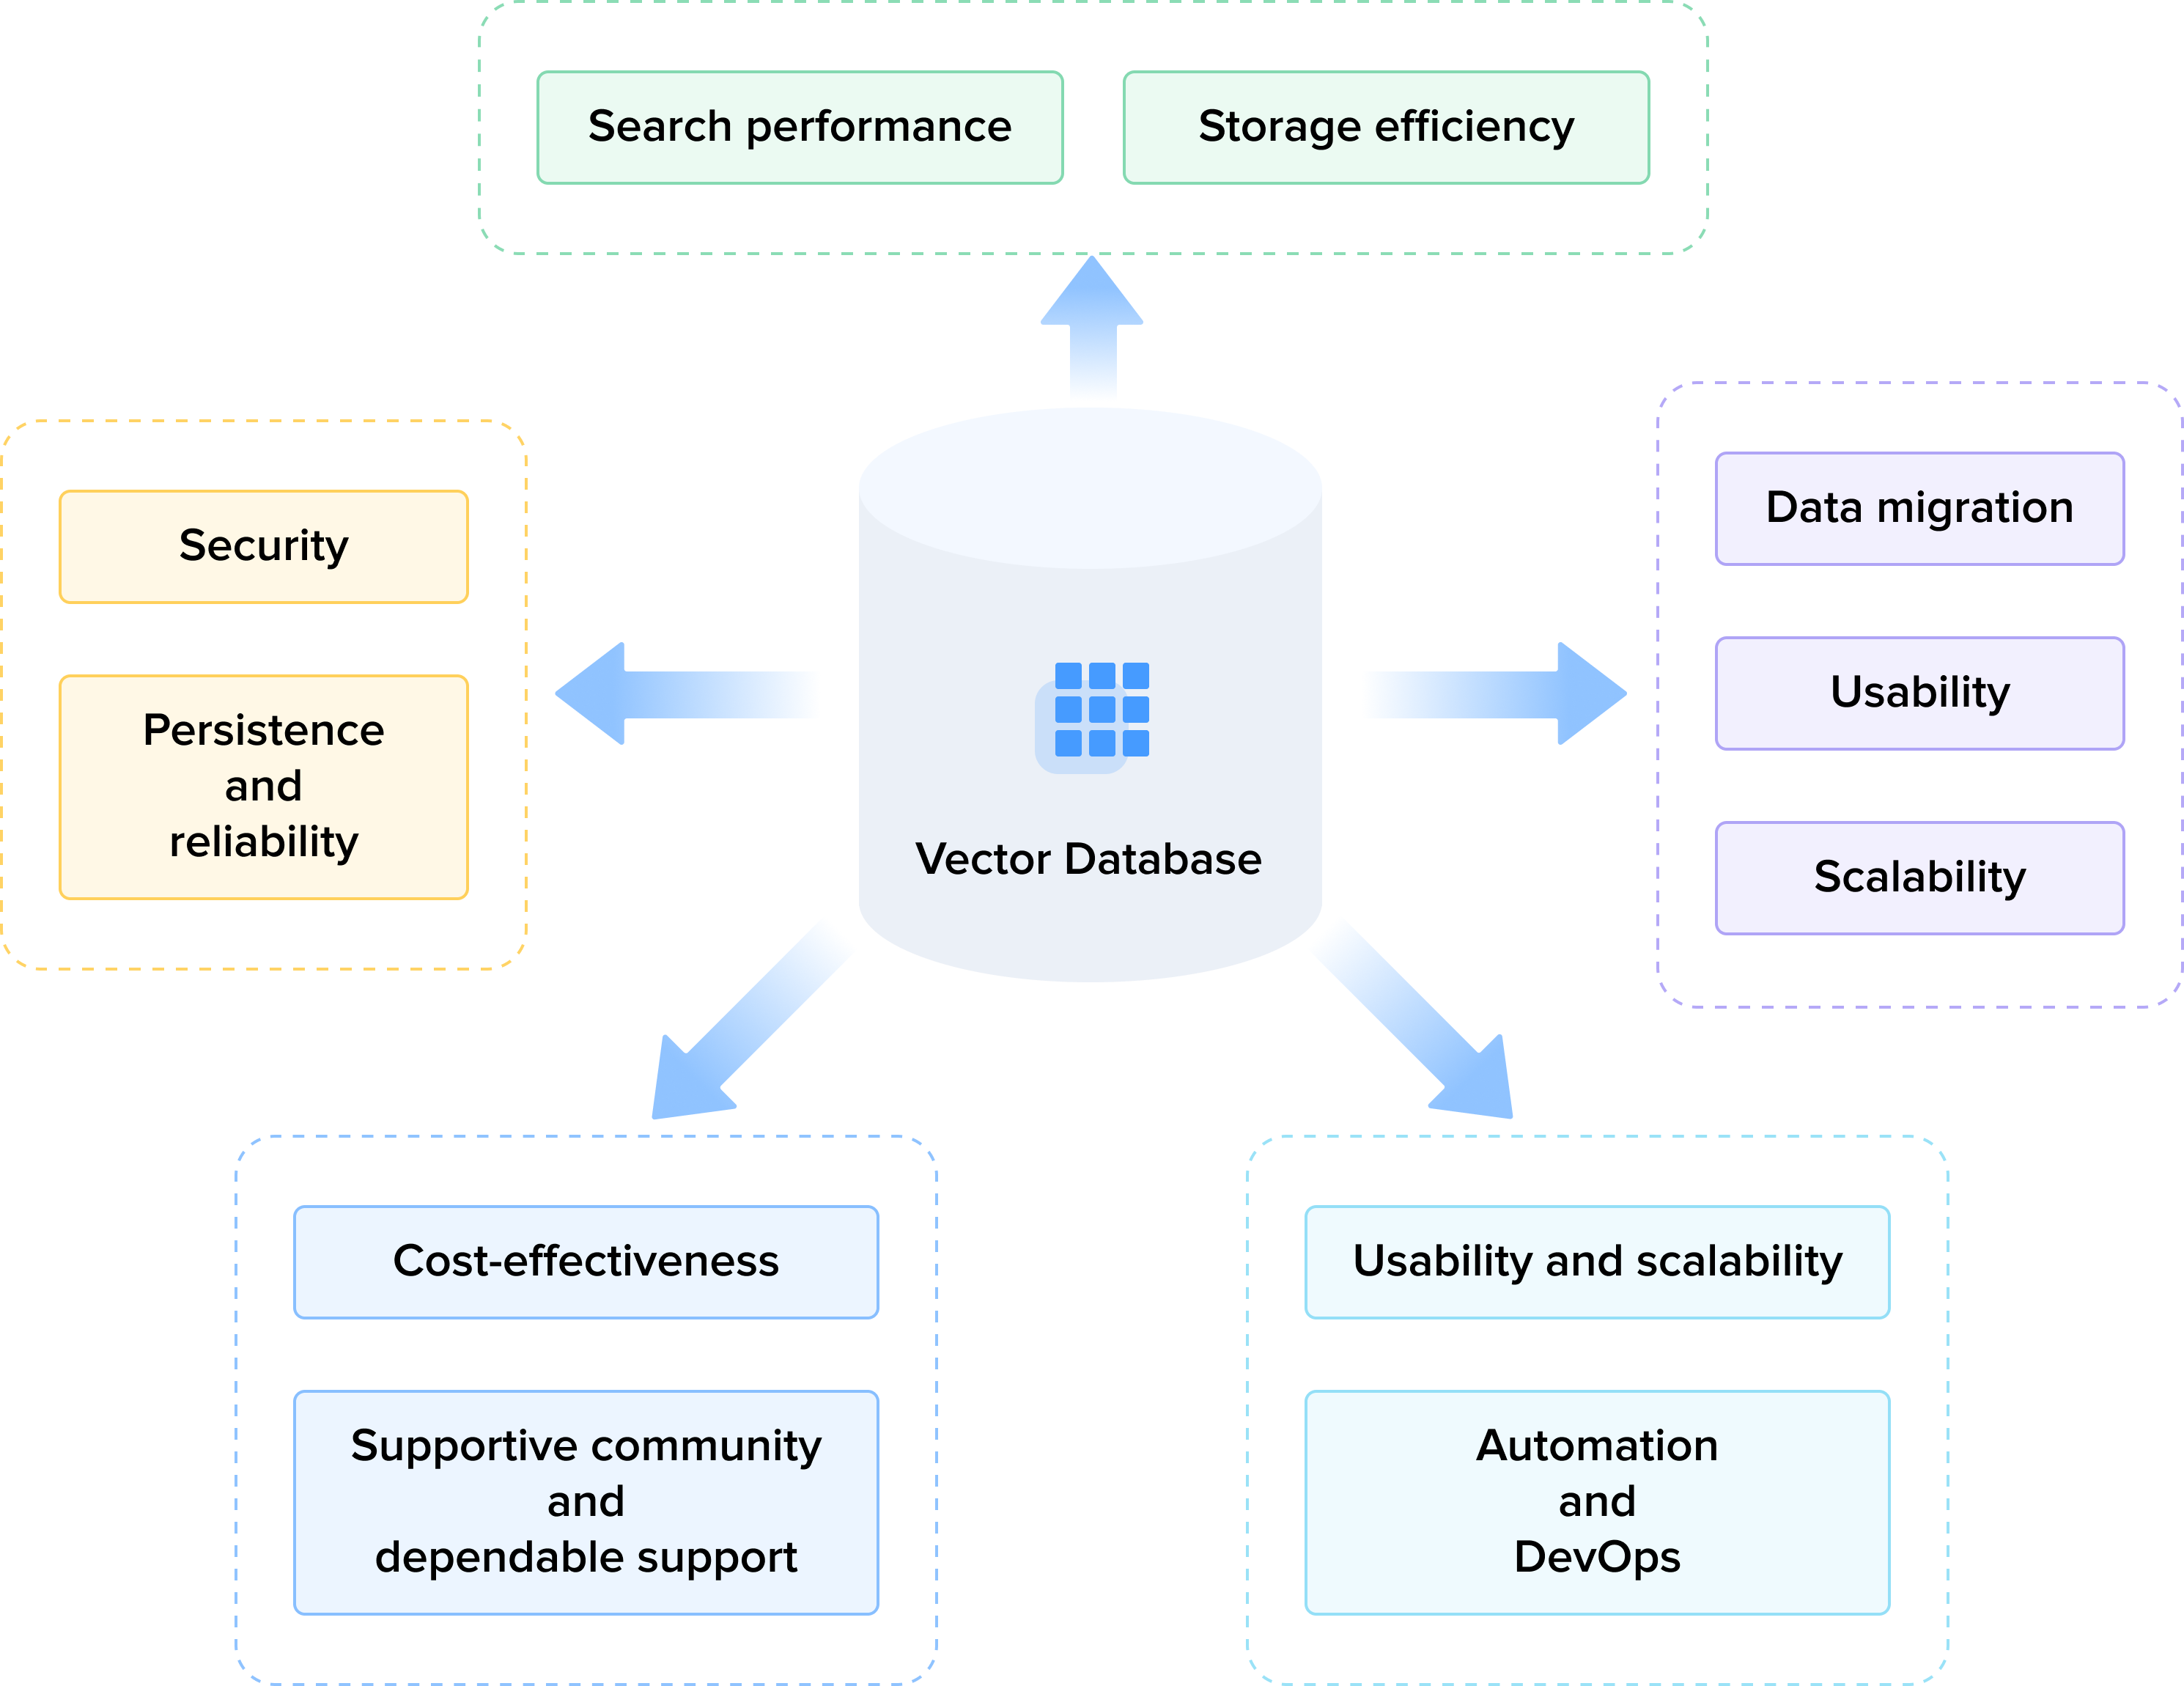 Search performance
Storage efficiency
Security
Persistence
and
reliability
Vector Database
Data migration
Usability
Scalability
Cost-effectiveness
Supportive community
and
dependable support
Usability and scalability
Automation
and
DevOps